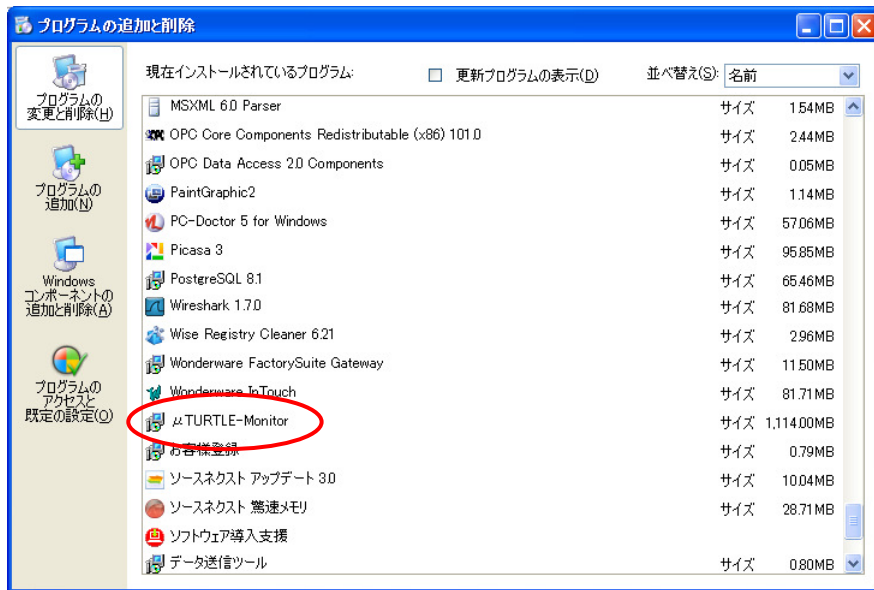 プログラムの追加と削除
プログラムの
変更と削除(H)
プログラムの
追加(N)
Windows
コンポーネントの
追加と削除(A)
プログラムの
アクセスと
既定の設定(O)
現在インストールされているプログラム:
更新プログラムの表示(D)
並べ替え(S): 名前
MSXML 6.0 Parser サイズ 1.54MB
OPC Core Components Redistributable (x86) 101.0 サイズ 2.44MB
OPC Data Access 2.0 Components サイズ 0.05MB
PaintGraphic2 サイズ 1.14MB
PC-Doctor 5 for Windows サイズ 57.06MB
Picasa 3 サイズ 95.85MB
PostgreSQL 8.1 サイズ 65.46MB
Wireshark 1.7.0 サイズ 81.68MB
Wise Registry Cleaner 6.21 サイズ 2.96MB
Wonderware FactorySuite Gateway サイズ 11.50MB
Wonderware InTouch サイズ 81.71MB
μTURTLE-Monitor サイズ 1,114.00MB
お客様登録 サイズ 0.79MB
ソースネクスト アップデート 3.0 サイズ 10.04MB
ソースネクスト 驚速メモリ サイズ 28.71MB
ソフトウェア導入支援
データ送信ツール サイズ 0.80MB